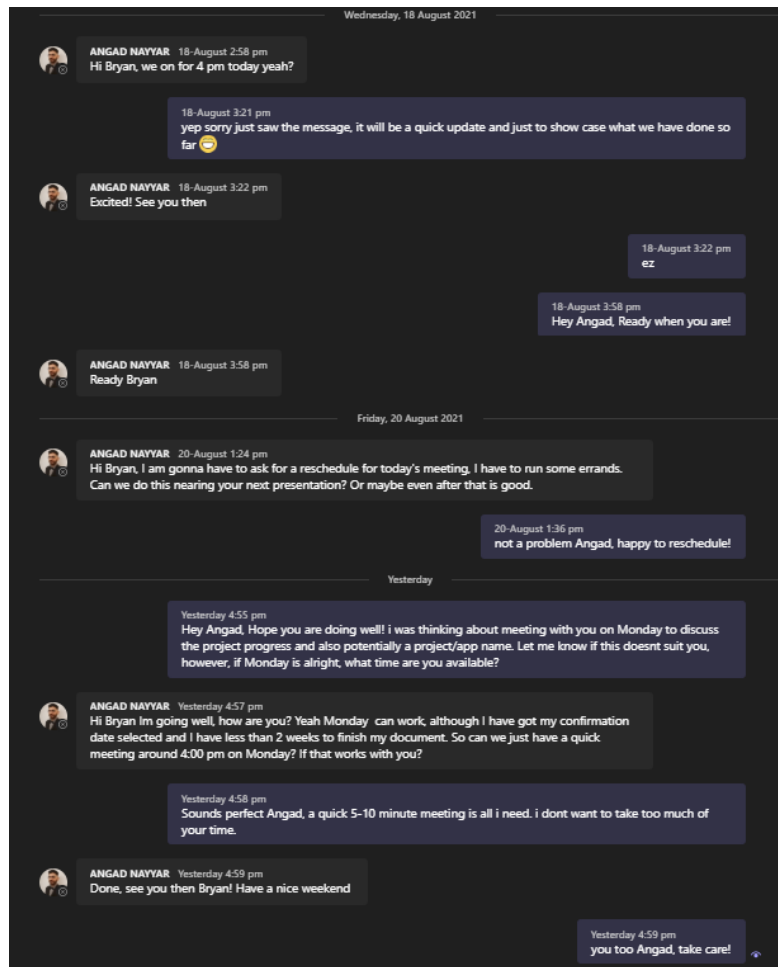 Wednesday, 18 August 2021
ANGAD NAYYAR 18-August 2:58 pm
Hi Bryan, we on for 4 pm today yeah?
18-August 3:21 pm
yep sorry just saw the message, it will be a quick update and just to show case what we have done so
far 😁
ANGAD NAYYAR 18-August 3:22 pm
Excited! See you then
18-August 3:22 pm
ez
18-August 3:58 pm
Hey Angad, Ready when you are!
ANGAD NAYYAR 18-August 3:58 pm
Ready Bryan
Friday, 20 August 2021
ANGAD NAYYAR 20-August 1:24 pm
Hi Bryan, I am gonna have to ask for a reschedule for today's meeting, I have to run some errands.
Can we do this nearing your next presentation? Or maybe even after that is good.
20-August 1:36 pm
not a problem Angad, happy to reschedule!
Yesterday
Yesterday 4:55 pm
Hey Angad, Hope you are doing well! i was thinking about meeting with you on Monday to discuss
the project progress and also potentially a project/app name. Let me know if this doesnt suit you,
however, if Monday is alright, what time are you available?
ANGAD NAYYAR Yesterday 4:57 pm
Hi Bryan Im going well, how are you? Yeah Monday can work, although I have got my confirmation
date selected and I have less than 2 weeks to finish my document. So can we just have a quick
meeting around 4:00 pm on Monday? If that works with you?
Yesterday 4:58 pm
Sounds perfect Angad, a quick 5-10 minute meeting is all i need. i dont want to take too much of
your time.
ANGAD NAYYAR Yesterday 4:59 pm
Done, see you then Bryan! Have a nice weekend
Yesterday 4:59 pm
you too Angad, take care!